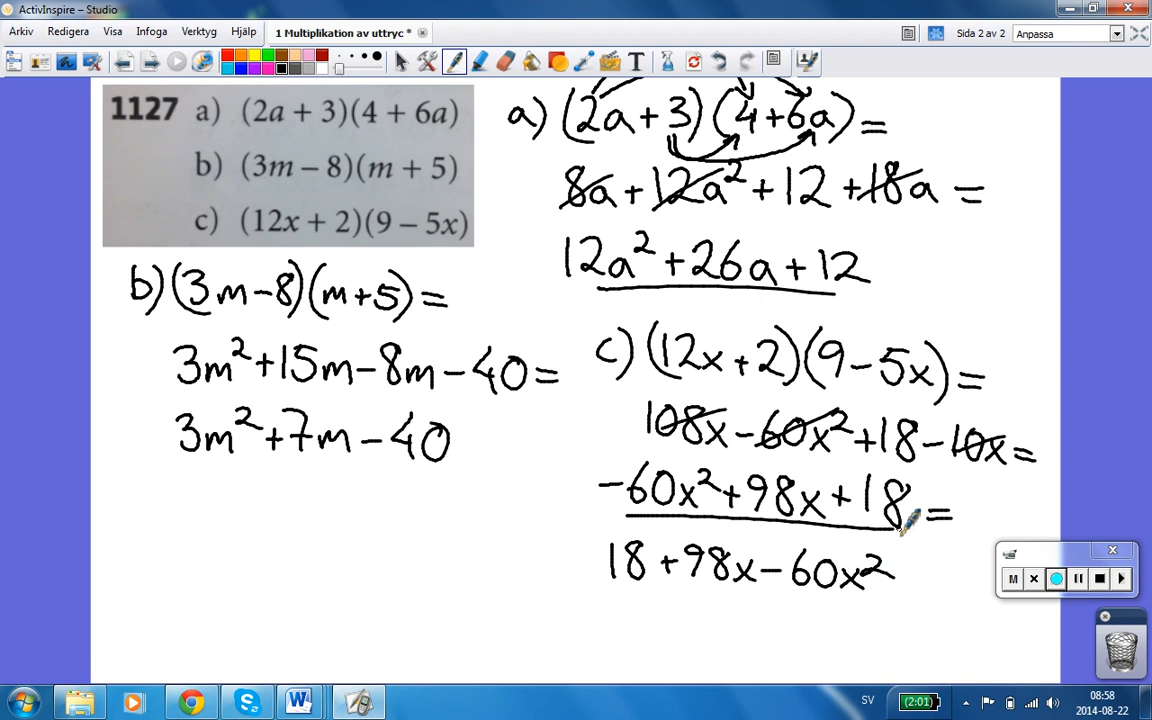 ActivInspire – Studio
Arkiv Redigera Visa Infoga Verktyg Hjälp
1 Multiplikation av uttryc *
Sida 2 av 2
Anpassa
1127 a) (2a + 3)(4 + 6a)
b) (3m – 8)(m + 5)
c) (12x + 2)(9 – 5x)
a) (2a+3)(4+6a)=
8a+12a²+12+18a=
12a²+26a+12
b) (3m-8)(m+5)=
3m²+15m-8m-40=
3m²+7m-40
c) (12x+2)(9-5x)=
108x-60x²+18-10x=
-60x²+98x+18=
18+98x-60x²
M
SV
(2:01)
08:58
2014-08-22